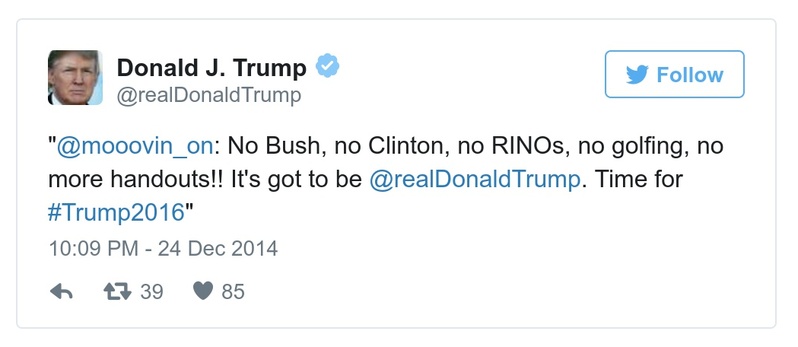 Donald J. Trump
@realDonaldTrump
Follow
"@mooovin_on: No Bush, no Clinton, no RINOs, no golfing, no
more handouts!! It's got to be @realDonaldTrump. Time for
#Trump2016"
10:09 PM - 24 Dec 2014
39 85